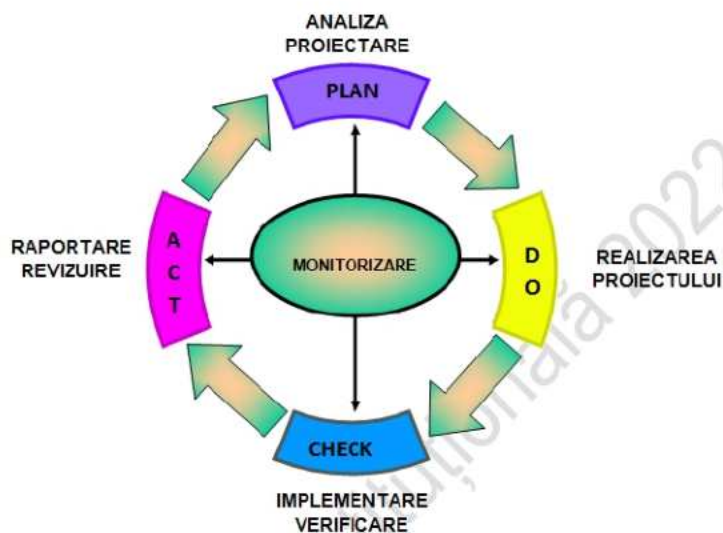 ANALIZA
PROIECTARE
PLAN
RAPORTARE
REVIZUIRE
A
C
T
MONITORIZARE
D
O
REALIZAREA
PROIECTULUI
CHECK
IMPLEMENTARE
VERIFICARE